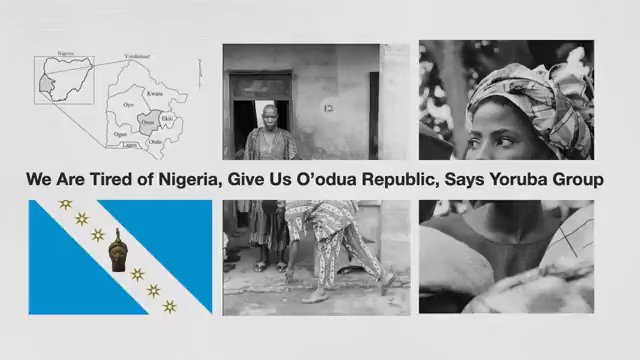 Nigeria
Yorubaland
Kwara
Oyo
Osun
Ekiti
Ogun
Ondo
Lagos
We Are Tired of Nigeria, Give Us O’odua Republic, Says Yoruba Group